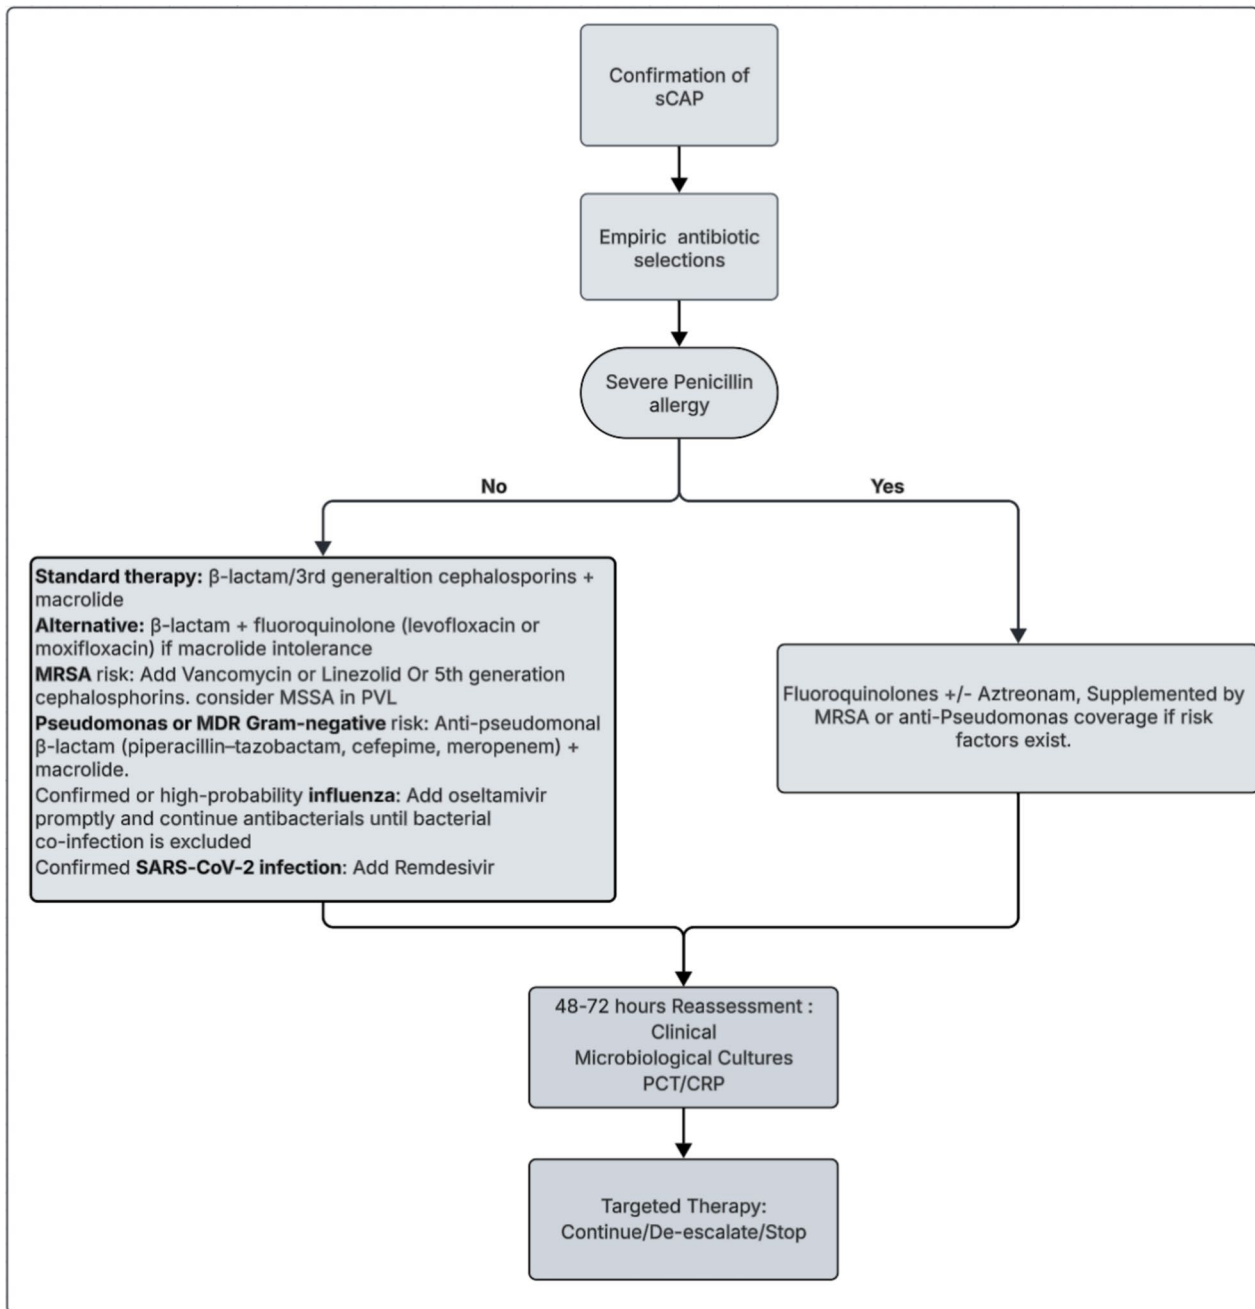 Confirmation of
sCAP
Empiric antibiotic
selections
Severe Penicillin
allergy
No
Yes
Standard therapy: β-lactam/3rd generaltion cephalosporins +
macrolide
Alternative: β-lactam + fluoroquinolone (levofloxacin or
moxifloxacin) if macrolide intolerance
MRSA risk: Add Vancomycin or Linezolid Or 5th generation
cephalosphorins. consider MSSA in PVL
Pseudomonas or MDR Gram-negative risk: Anti-pseudomonal
β-lactam (piperacillin–tazobactam, cefepime, meropenem) +
macrolide.
Confirmed or high-probability influenza: Add oseltamivir
promptly and continue antibacterials until bacterial
co-infection is excluded
Confirmed SARS-CoV-2 infection: Add Remdesivir
Fluoroquinolones +/- Aztreonam, Supplemented by
MRSA or anti-Pseudomonas coverage if risk
factors exist.
48-72 hours Reassessment :
Clinical
Microbiological Cultures
PCT/CRP
Targeted Therapy:
Continue/De-escalate/Stop